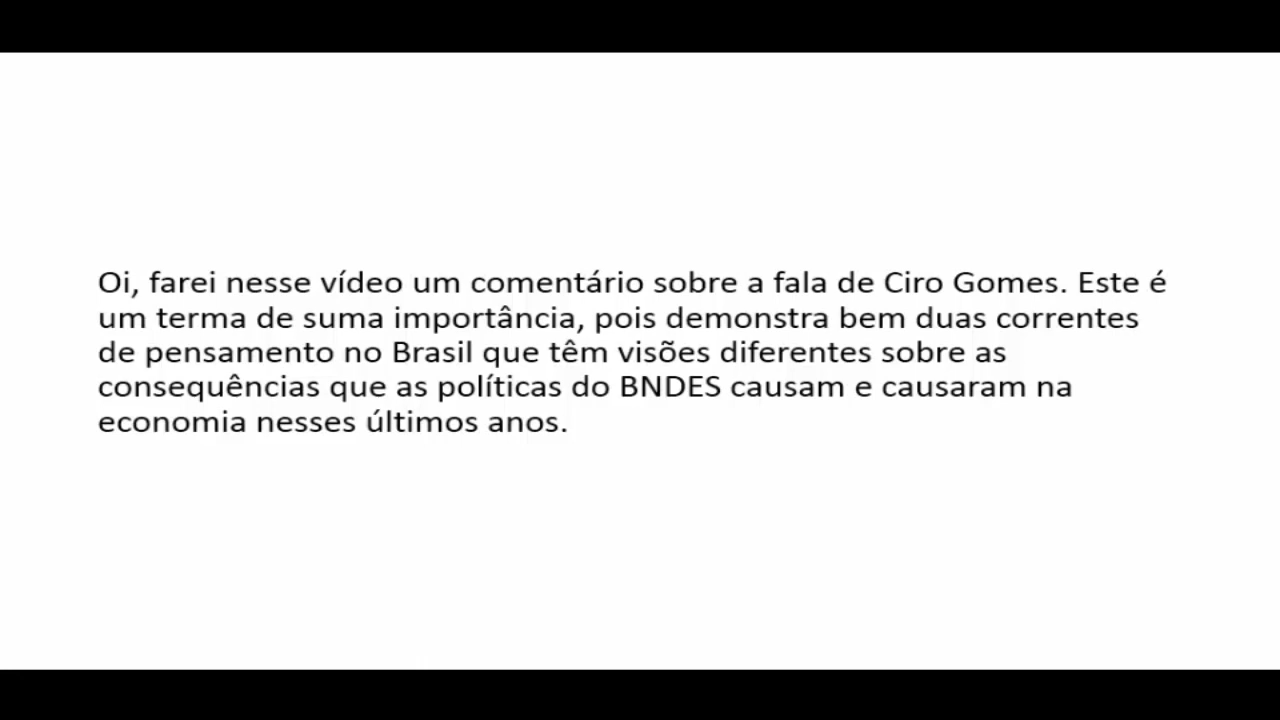 Oi, farei nesse vídeo um comentário sobre a fala de Ciro Gomes. Este é
um terma de suma importância, pois demonstra bem duas correntes
de pensamento no Brasil que têm visões diferentes sobre as
consequências que as políticas do BNDES causam e causaram na
economia nesses últimos anos.